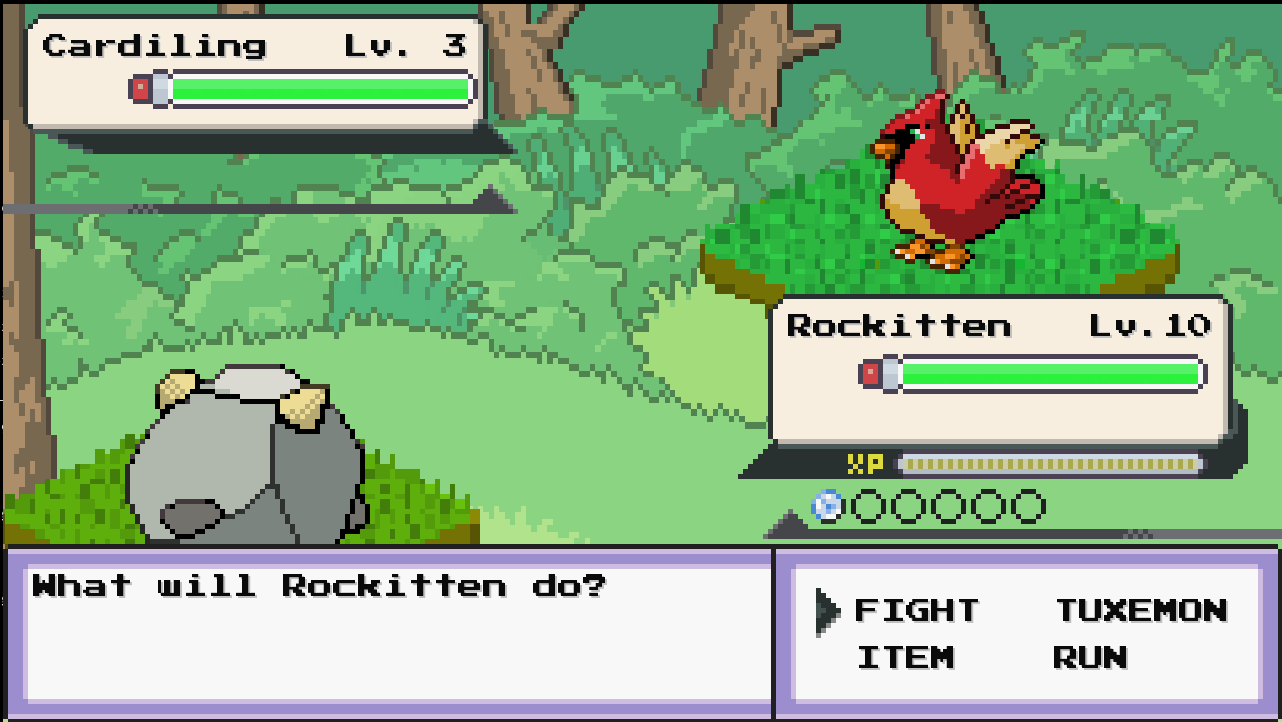 Cardiling Lv. 3
Rockitten Lv.10
XP
What will Rockitten do?
FIGHT TUXEMON
ITEM RUN